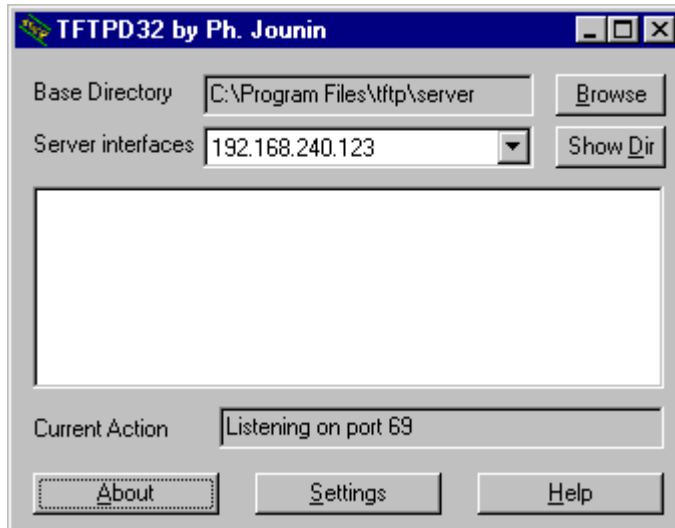 TFTPD32 by Ph. Jounin
Base Directory C:\Program Files\tftp\server Browse
Server interfaces 192.168.240.123 Show Dir
Current Action Listening on port 69
About Settings Help